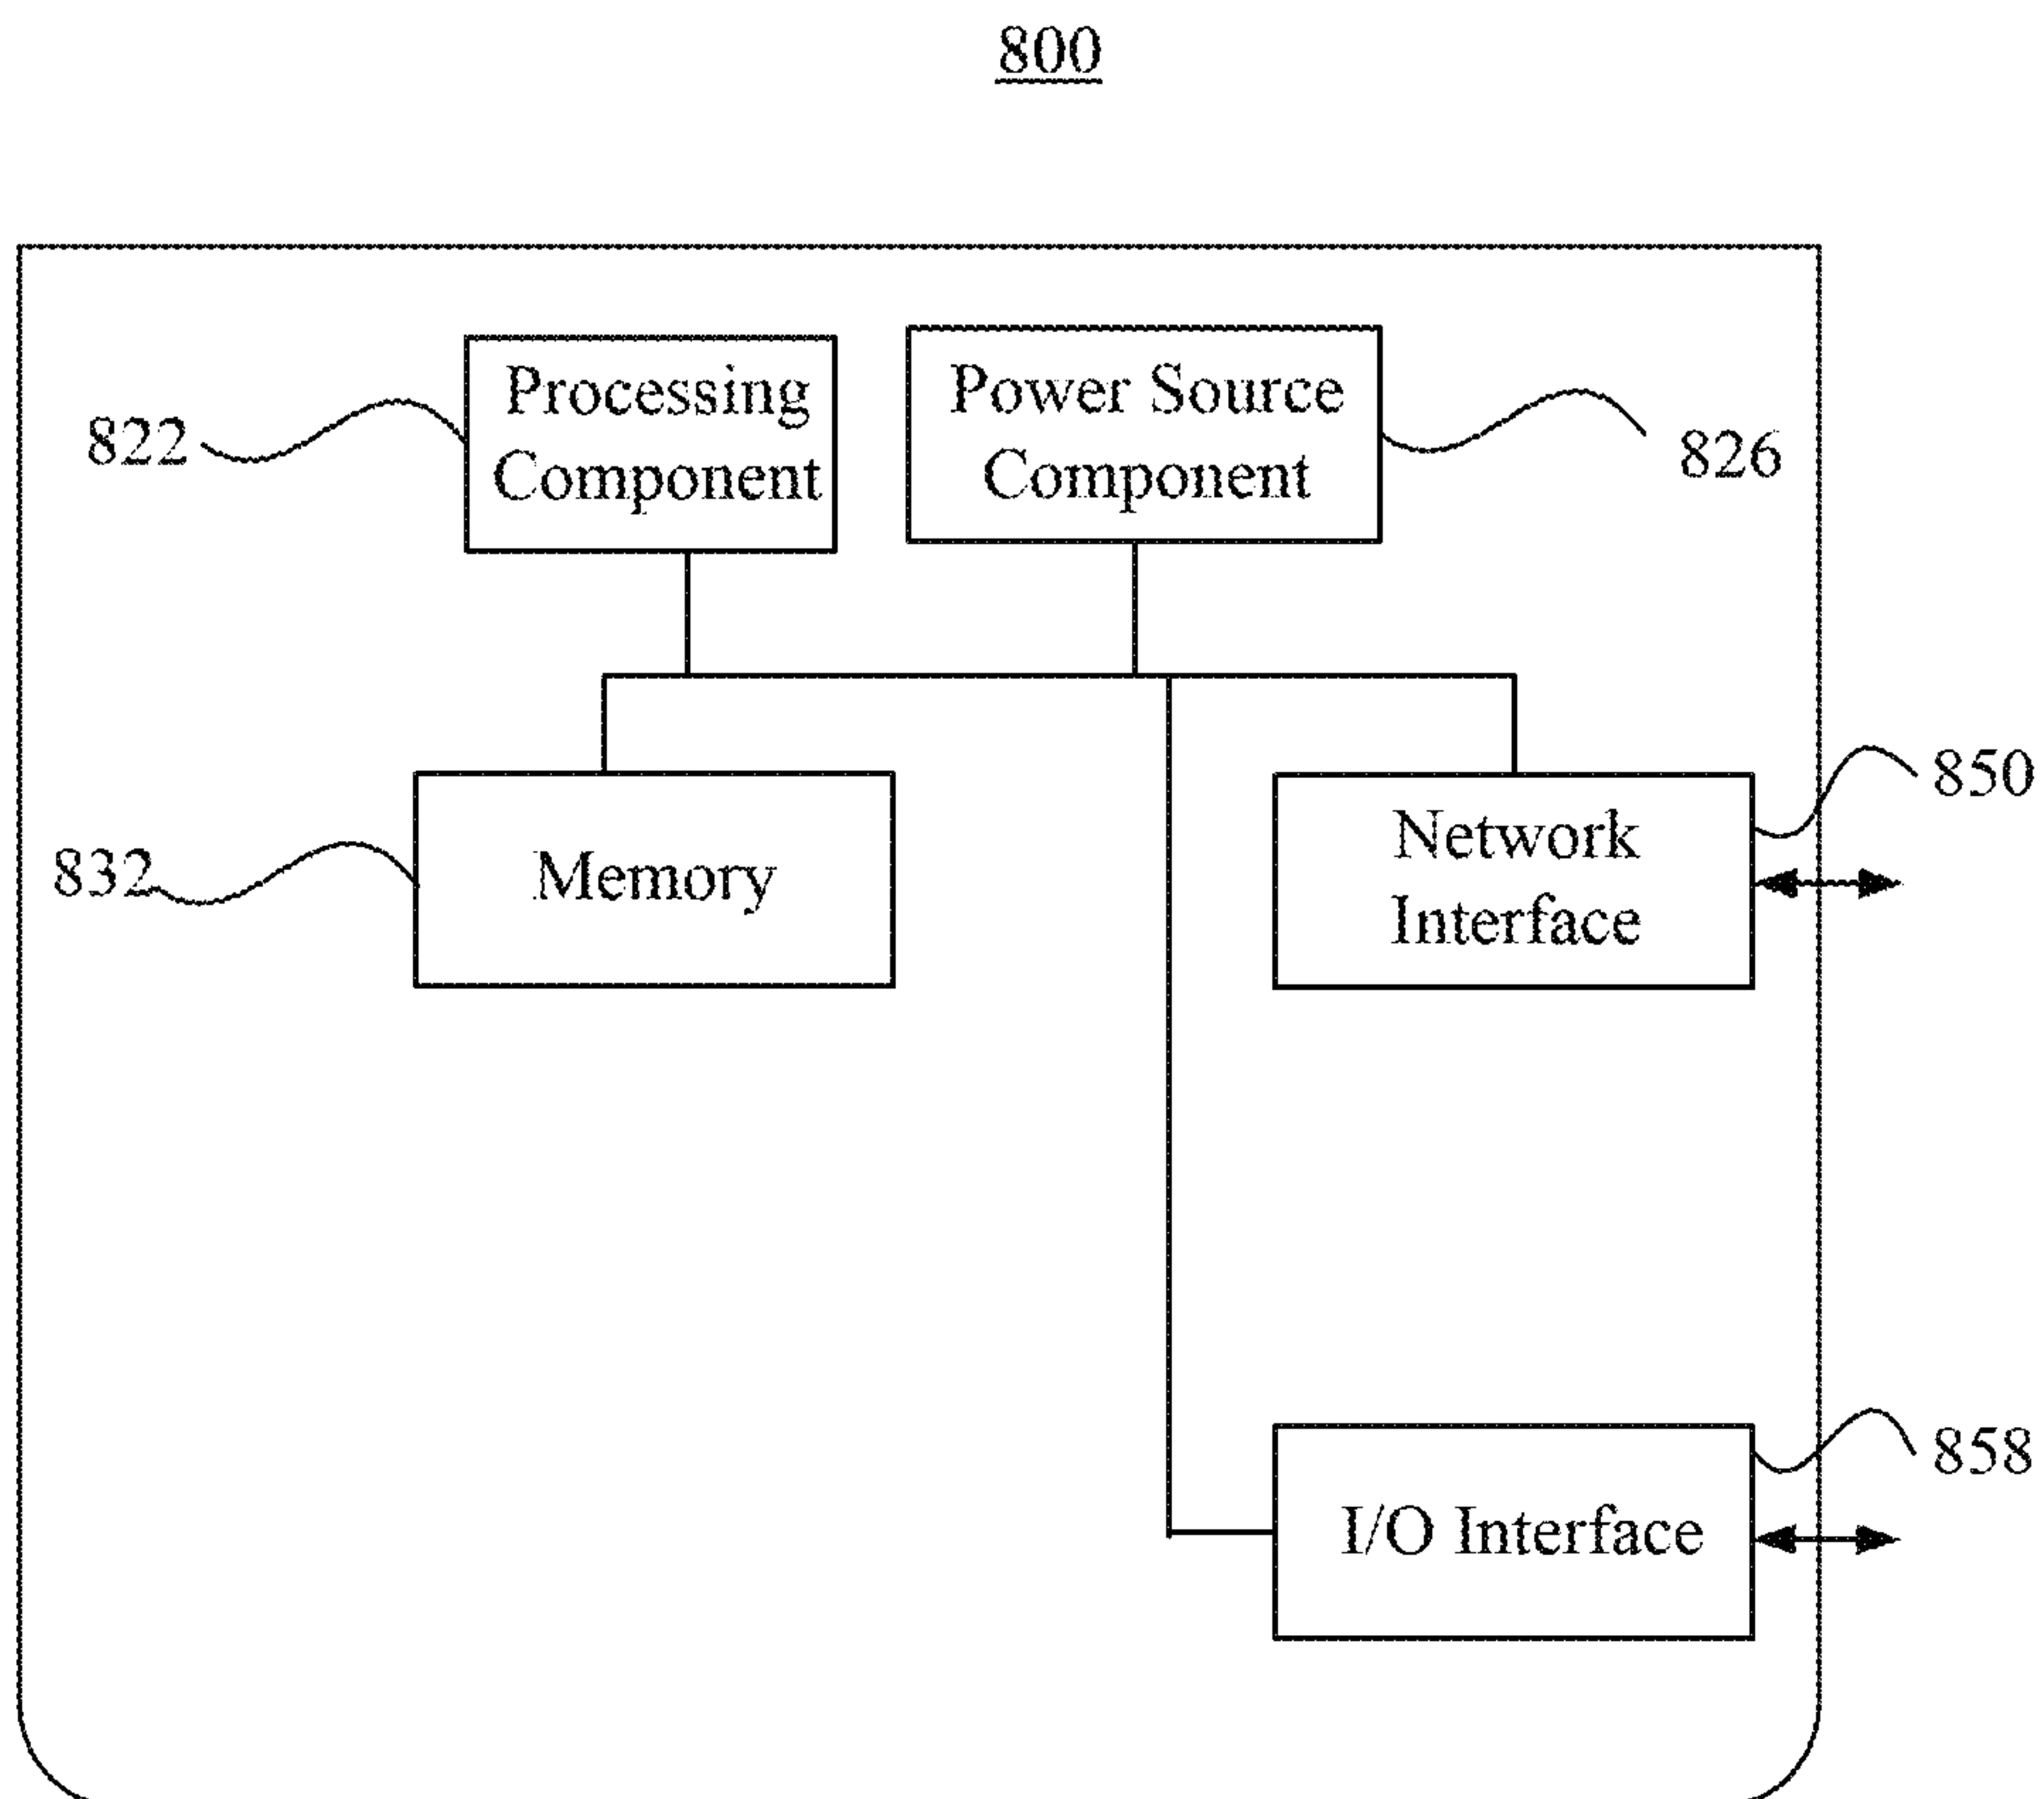 800
Processing
Component
Power Source
Component
822
826
850
Network
Interface
832
Memory
858
I/O Interface